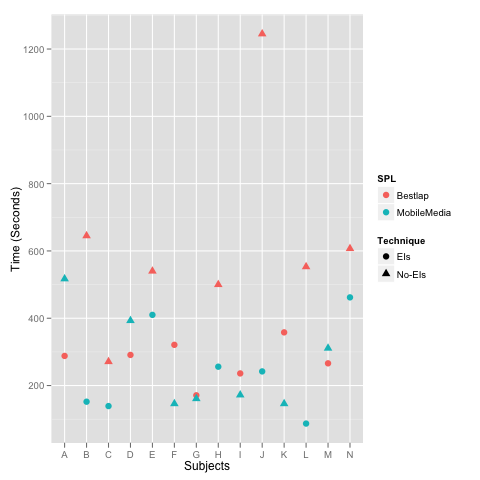 1200
1000
800
600
400
200
Time (Seconds)
A B C D E F G H I J K L M N
Subjects
SPL
Bestlap
MobileMedia
Technique
EIs
No-EIs